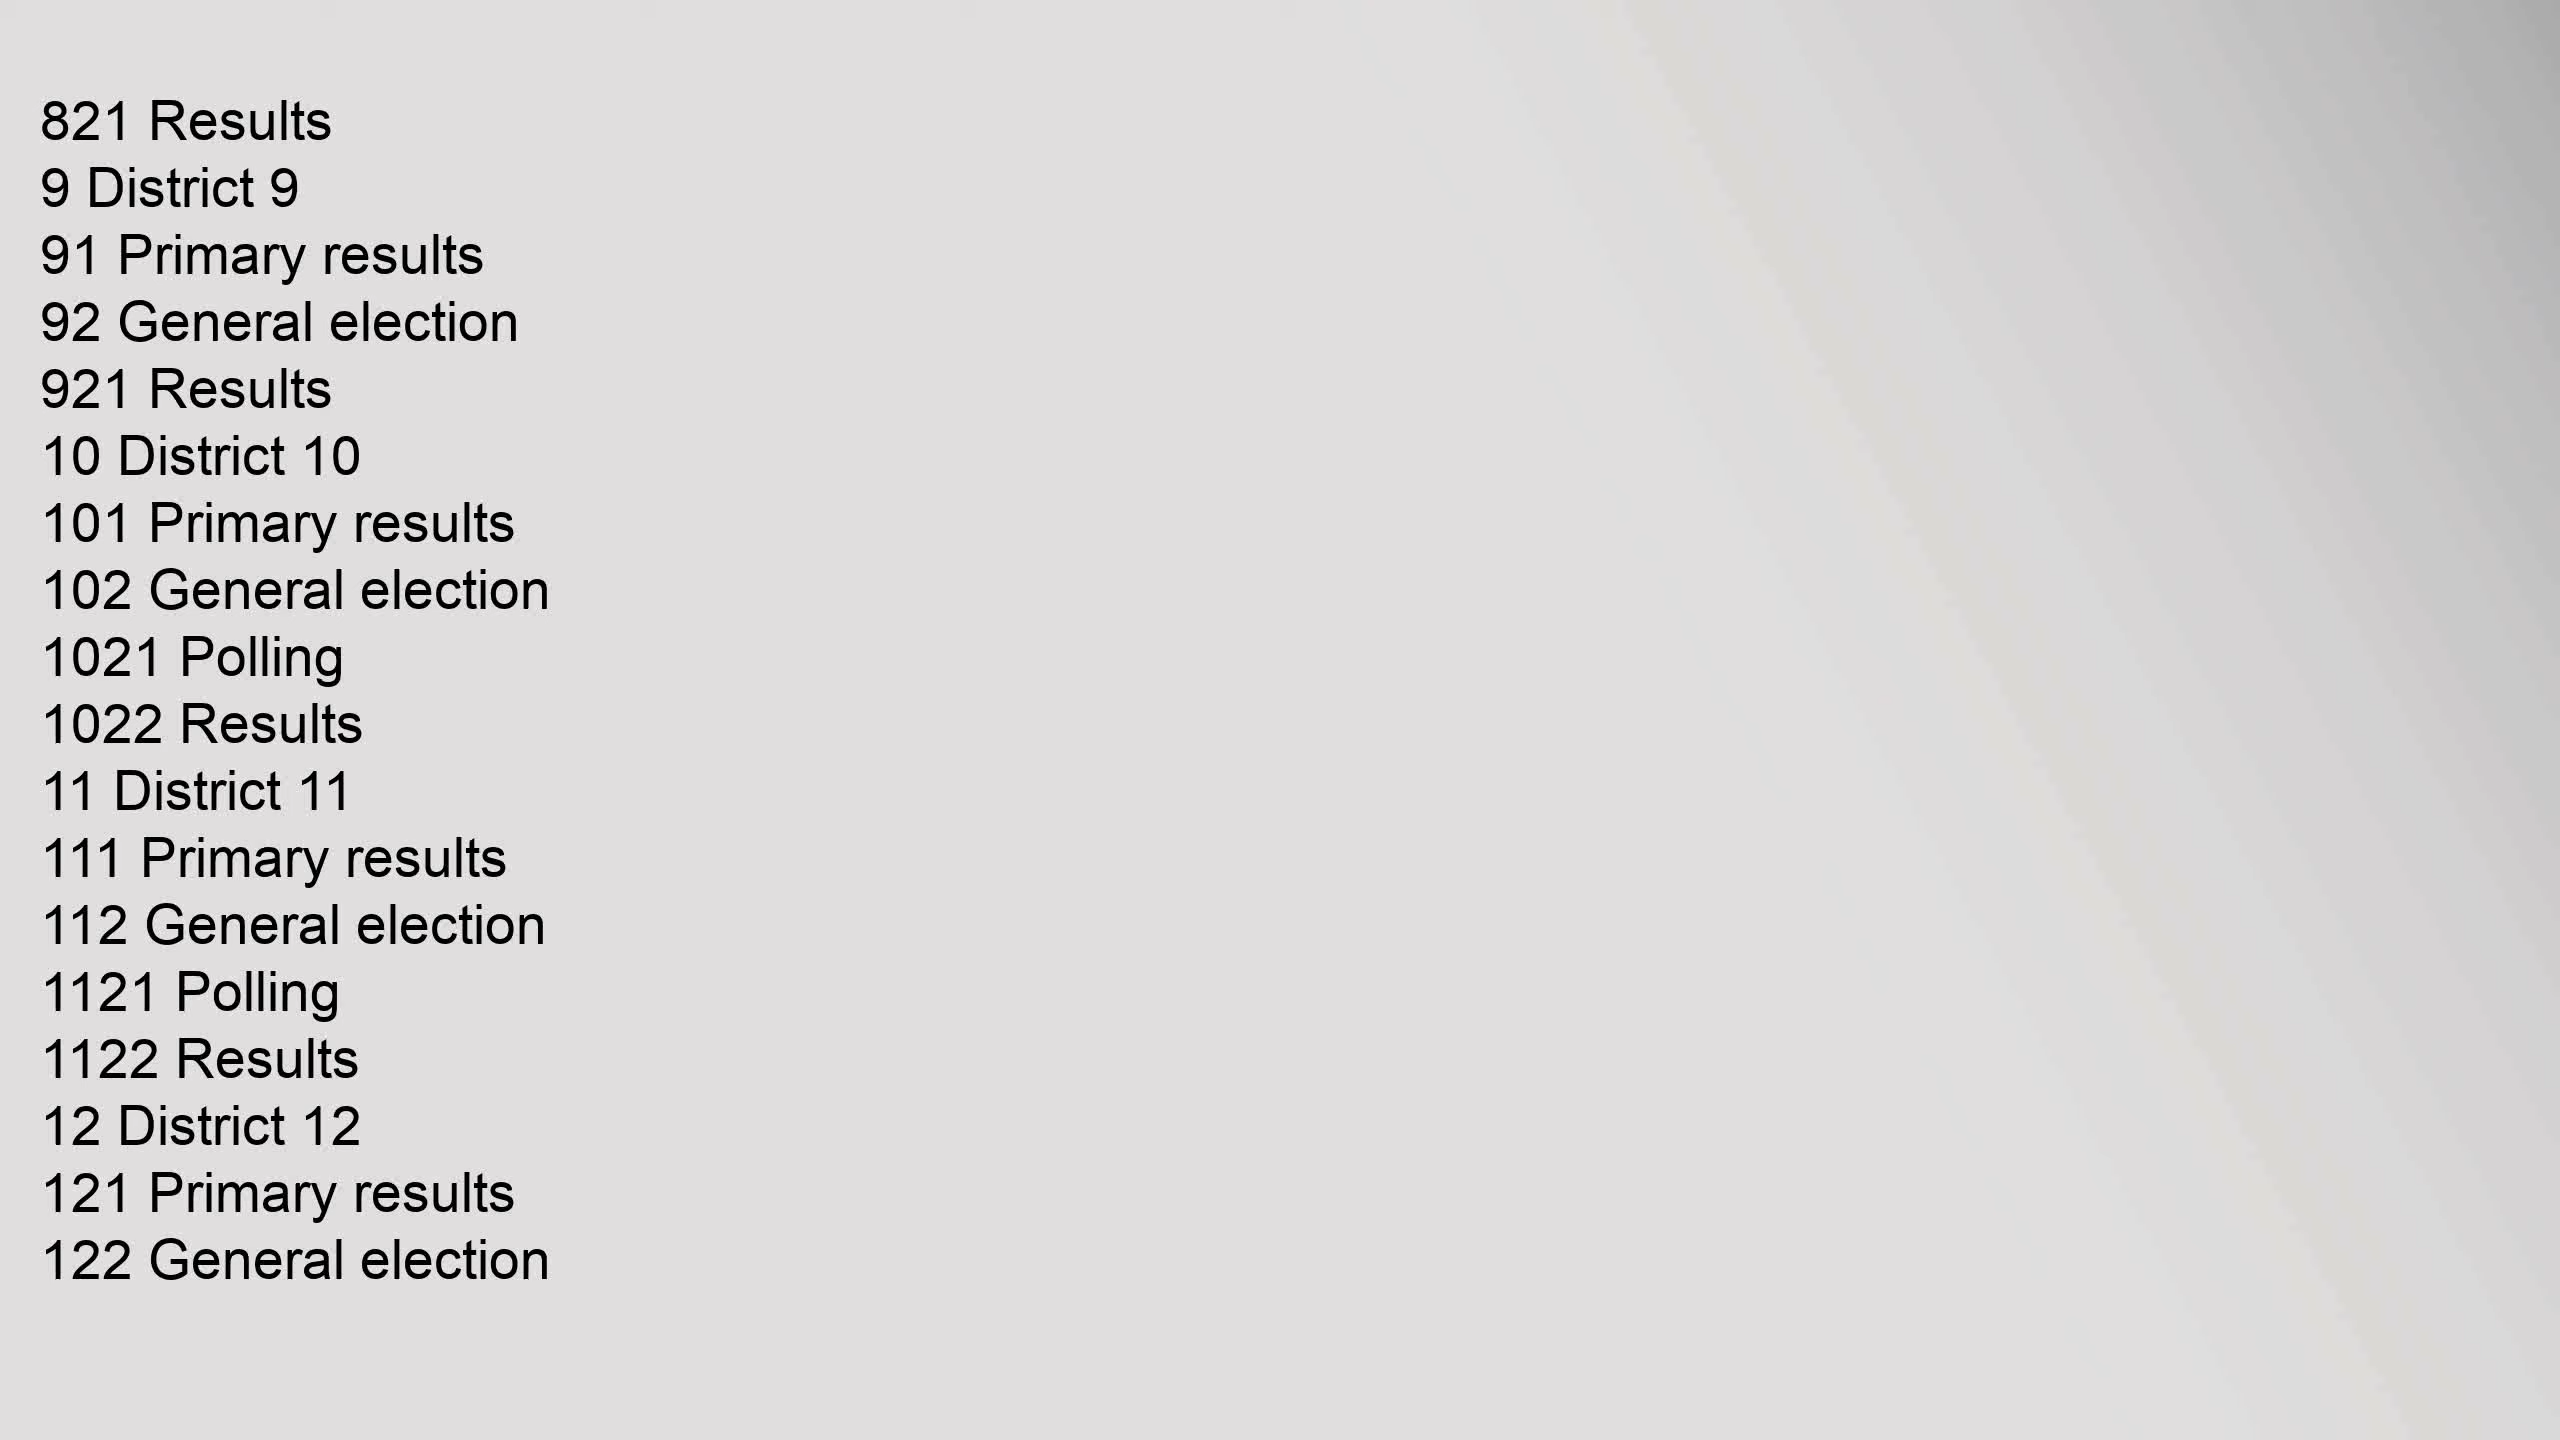 821 Results
9 District 9
91 Primary results
92 General election
921 Results
10 District 10
101 Primary results
102 General election
1021 Polling
1022 Results
11 District 11
111 Primary results
112 General election
1121 Polling
1122 Results
12 District 12
121 Primary results
122 General election